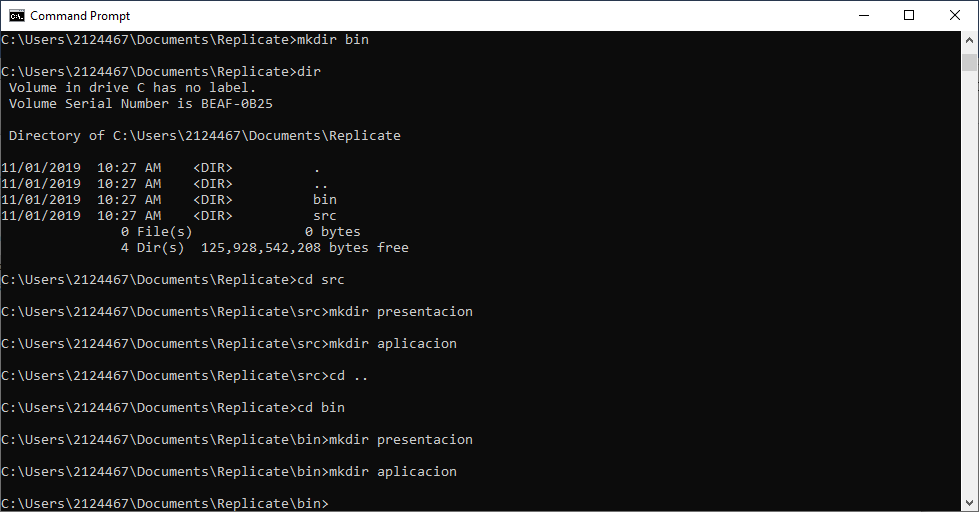 Command Prompt
C:\Users\2124467\Documents\Replicate>mkdir bin
C:\Users\2124467\Documents\Replicate>dir
 Volume in drive C has no label.
 Volume Serial Number is BEAF-0B25
 Directory of C:\Users\2124467\Documents\Replicate
11/01/2019  10:27 AM    <DIR>          .
11/01/2019  10:27 AM    <DIR>          ..
11/01/2019  10:27 AM    <DIR>          bin
11/01/2019  10:27 AM    <DIR>          src
               0 File(s)              0 bytes
               4 Dir(s)  125,928,542,208 bytes free
C:\Users\2124467\Documents\Replicate>cd src
C:\Users\2124467\Documents\Replicate\src>mkdir presentacion
C:\Users\2124467\Documents\Replicate\src>mkdir aplicacion
C:\Users\2124467\Documents\Replicate\src>cd ..
C:\Users\2124467\Documents\Replicate>cd bin
C:\Users\2124467\Documents\Replicate\bin>mkdir presentacion
C:\Users\2124467\Documents\Replicate\bin>mkdir aplicacion
C:\Users\2124467\Documents\Replicate\bin>